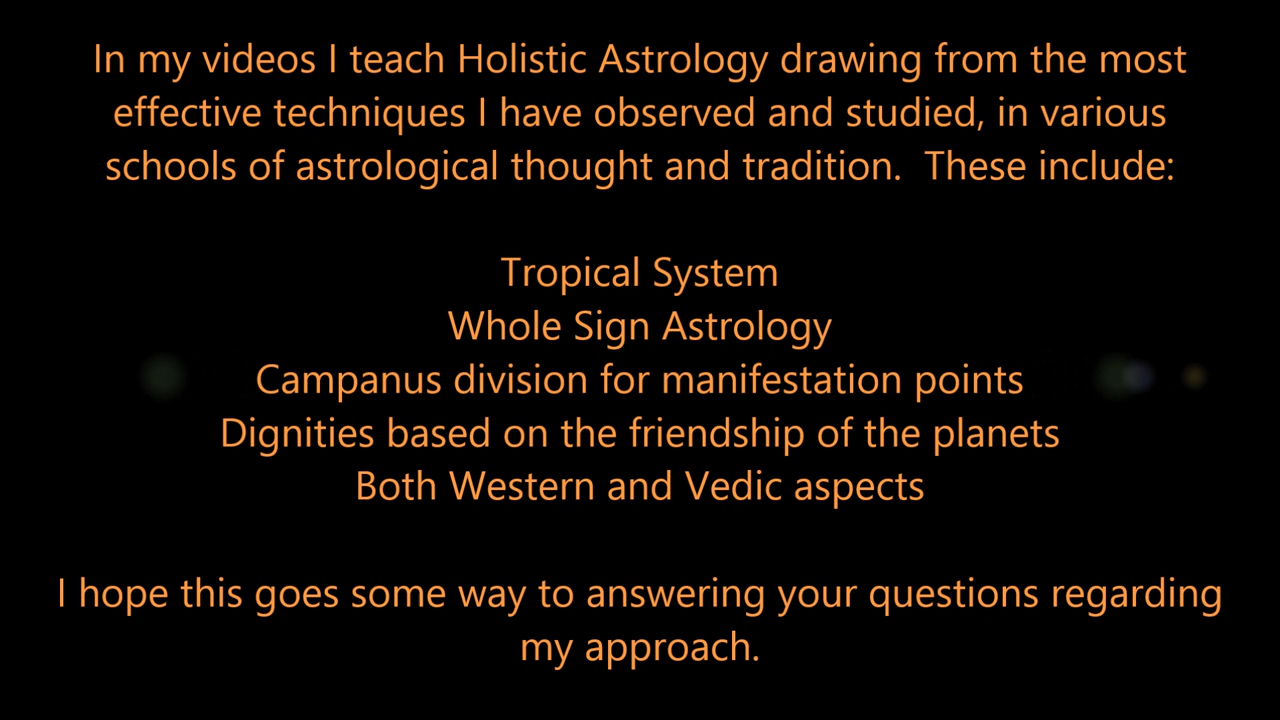 In my videos I teach Holistic Astrology drawing from the most
effective techniques I have observed and studied, in various
schools of astrological thought and tradition.  These include:
Tropical System
Whole Sign Astrology
Campanus division for manifestation points
Dignities based on the friendship of the planets
Both Western and Vedic aspects
I hope this goes some way to answering your questions regarding
my approach.